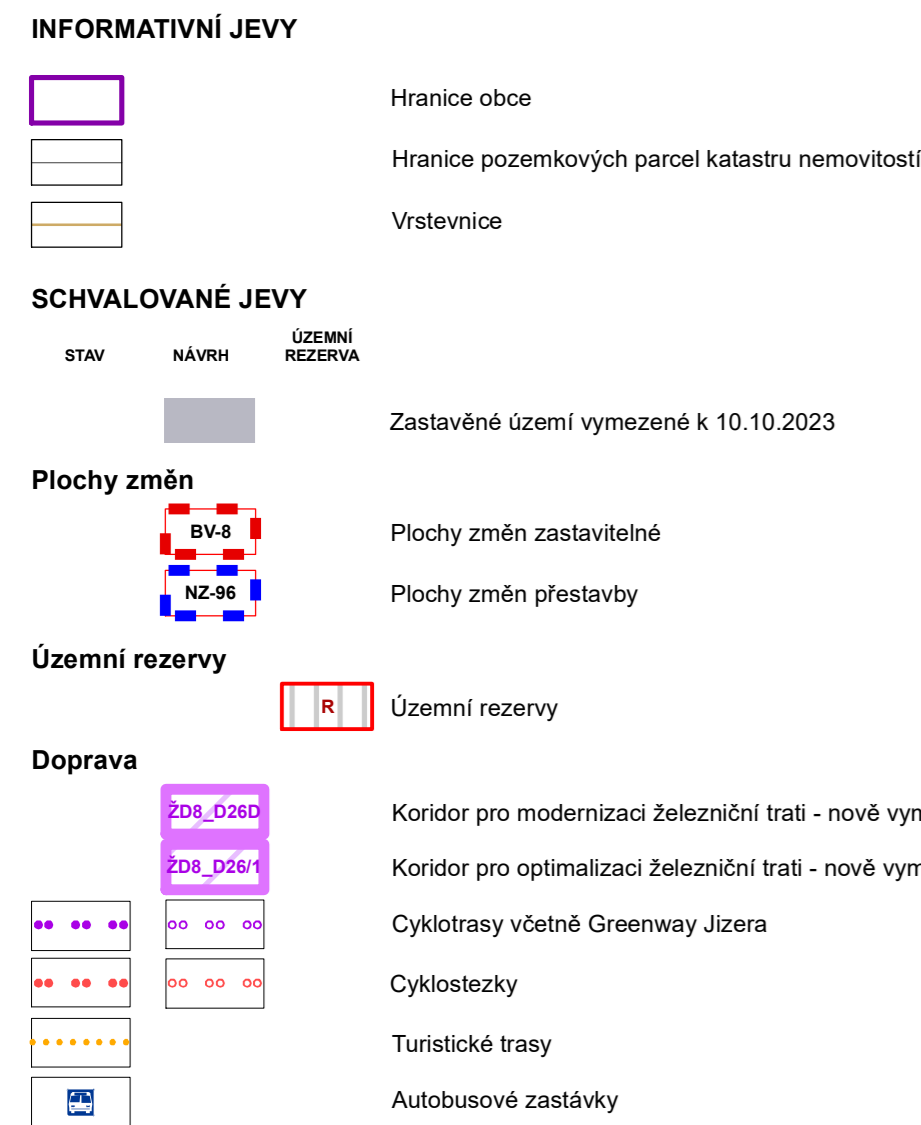 INFORMATIVNÍ JEVY
Hranice obce
Hranice pozemkových parcel katastru nemovitostí
Vrstevnice
SCHVALOVANÉ JEVY
STAV NÁVRH ÚZEMNÍ REZERVA
Zastavěné území vymezené k 10.10.2023
Plochy změn
BV-8 Plochy změn zastavitelné
NZ-96 Plochy změn přestavby
Územní rezervy
R Územní rezervy
Doprava
ŽD8_D26D Koridor pro modernizaci železniční trati - nově
ŽD8_D26/1 Koridor pro optimalizaci železniční trati - nově
Cyklotrasy včetně Greenway Jizera
Cyklostezky
Turistické trasy
Autobusové zastávky